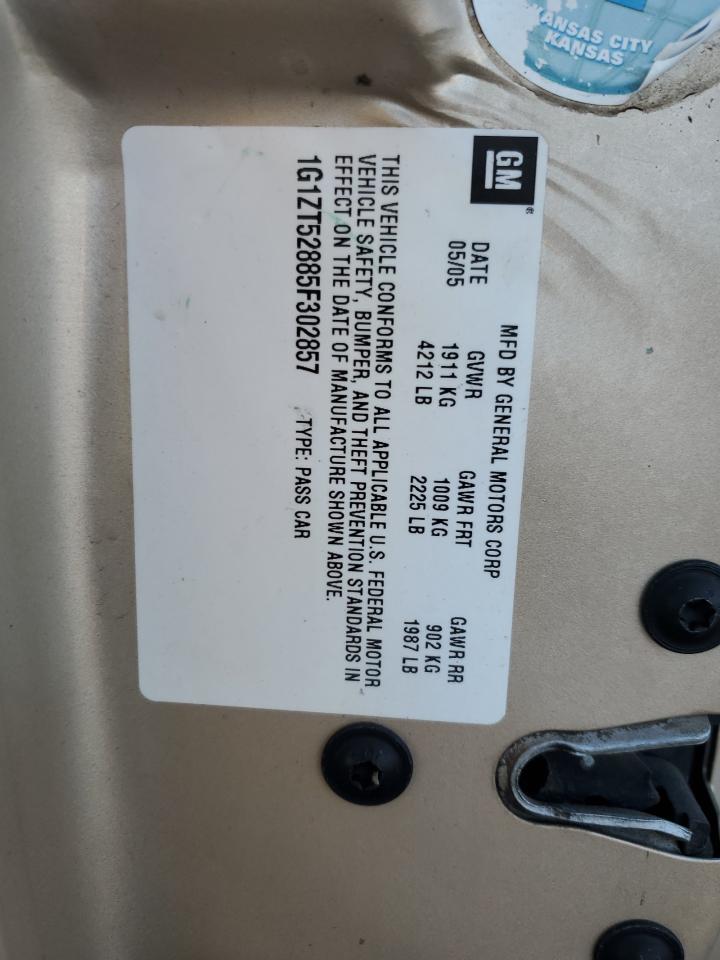 KANSAS CITY
KANSAS
GM®
MFD BY GENERAL MOTORS CORP
DATE GVWR GAWR FRT GAWR RR
05/05 1911 KG 1009 KG 902 KG
4212 LB 2225 LB 1987 LB
THIS VEHICLE CONFORMS TO ALL APPLICABLE U.S. FEDERAL MOTOR
VEHICLE SAFETY, BUMPER, AND THEFT PREVENTION STANDARDS IN
EFFECT ON THE DATE OF MANUFACTURE SHOWN ABOVE.
1G1ZT52885F302857 TYPE: PASS CAR